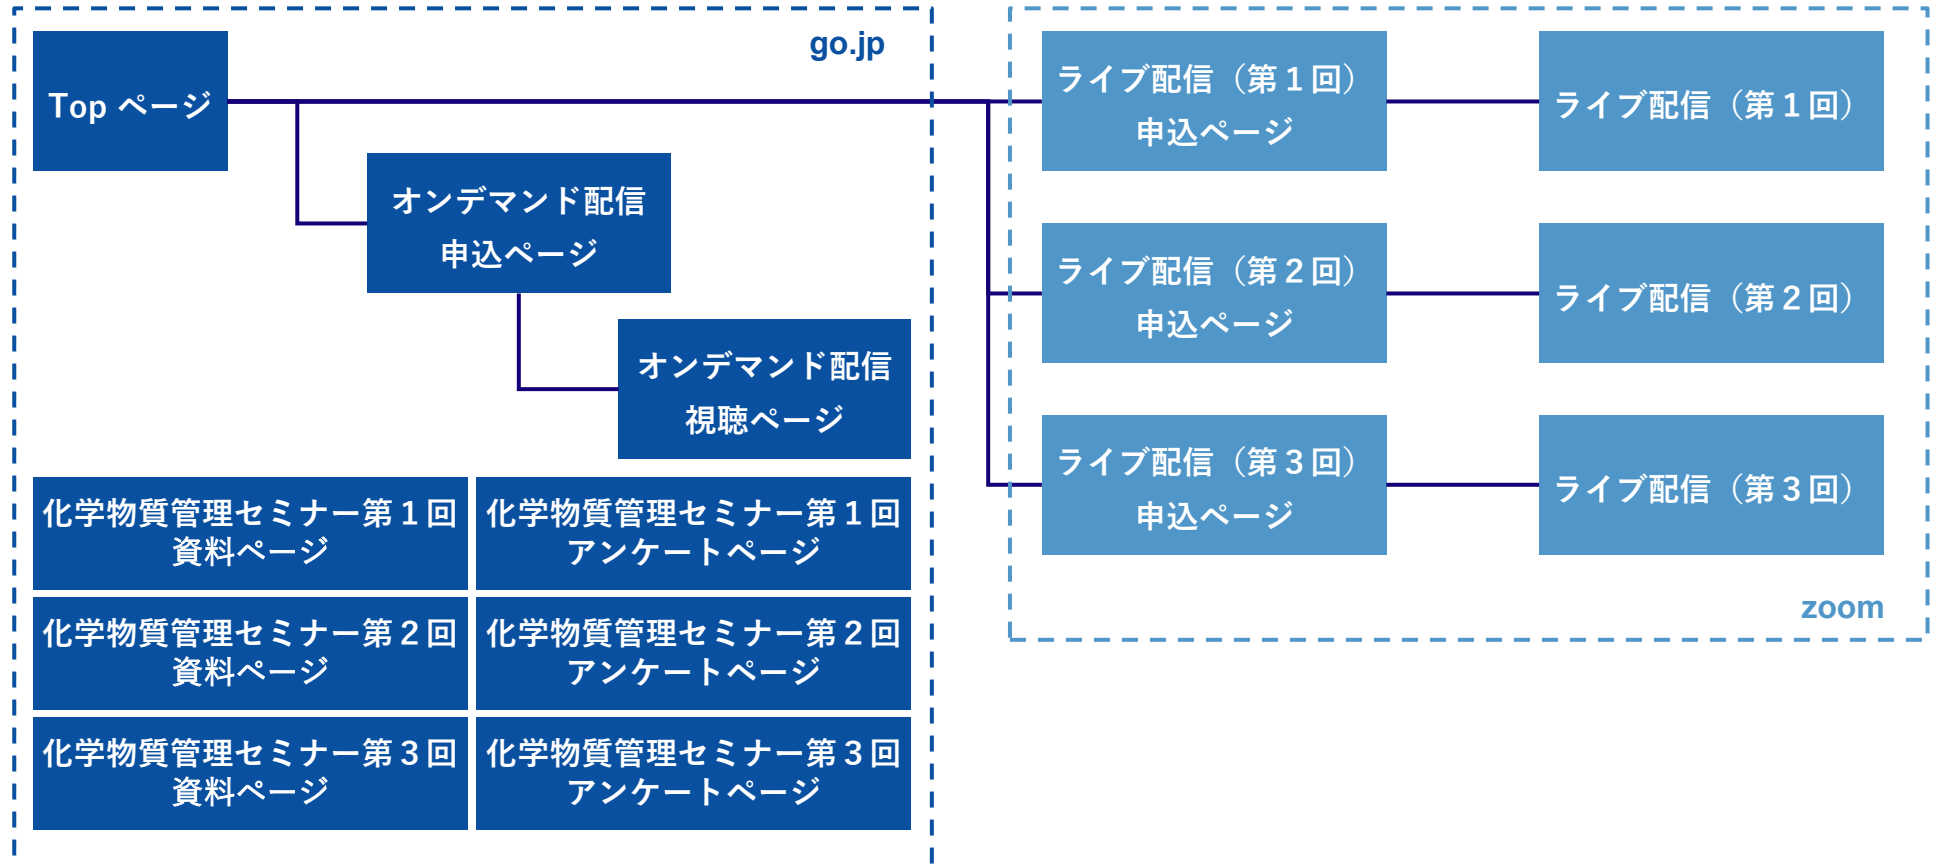 go.jp
Top ページ
オンデマンド配信
申込ページ
オンデマンド配信
視聴ページ
化学物質管理セミナー第1回
資料ページ
化学物質管理セミナー第1回
アンケートページ
化学物質管理セミナー第2回
資料ページ
化学物質管理セミナー第2回
アンケートページ
化学物質管理セミナー第3回
資料ページ
化学物質管理セミナー第3回
アンケートページ
ライブ配信（第1回）
申込ページ
ライブ配信（第1回）
ライブ配信（第2回）
申込ページ
ライブ配信（第2回）
ライブ配信（第3回）
申込ページ
ライブ配信（第3回）
zoom